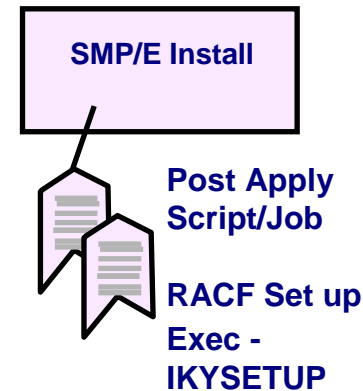 SMP/E Install
Post Apply
Script/Job
RACF Set up
Exec -
IKYSETUP